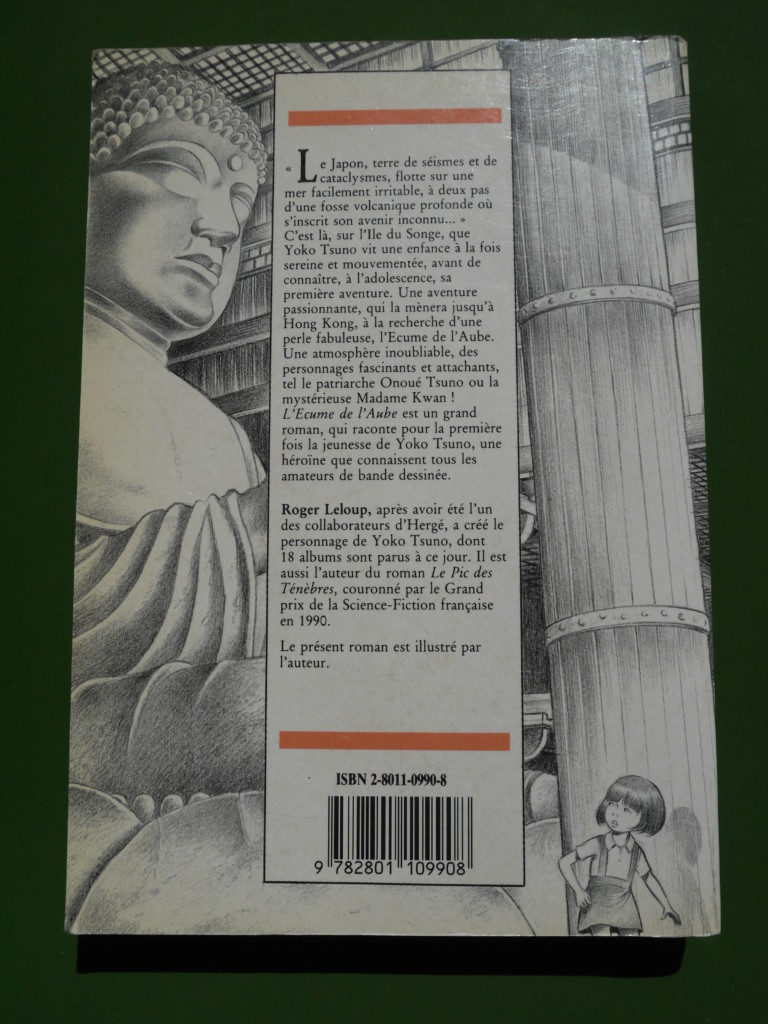 « Le Japon, terre de séismes et de
cataclysmes, flotte sur une
mer facilement irritable, à deux pas
d'une fosse volcanique profonde où
s'inscrit son avenir inconnu... »
C'est là, sur l'Ile du Songe, que
Yoko Tsuno vit une enfance à la fois
sereine et mouvementée, avant de
connaître, à l'adolescence, sa
première aventure. Une aventure
passionnante, qui la mènera jusqu'à
Hong Kong, à la recherche d'une
perle fabuleuse, l'Ecume de l'Aube.
Une atmosphère inoubliable, des
personnages fascinants et attachants,
tel le patriarche Onoué Tsuno ou la
mystérieuse Madame Kwan !
L'Ecume de l'Aube est un grand
roman, qui raconte pour la première
fois la jeunesse de Yoko Tsuno, une
héroïne que connaissent tous les
amateurs de bande dessinée.
Roger Leloup, après avoir été l'un
des collaborateurs d'Hergé, a créé le
personnage de Yoko Tsuno, dont
18 albums sont parus à ce jour. Il est
aussi l'auteur du roman Le Pic des
Ténèbres, couronné par le Grand
prix de la Science-Fiction française
en 1990.
Le présent roman est illustré par
l'auteur.
ISBN 2-8011-0990-8
9 782801 109908